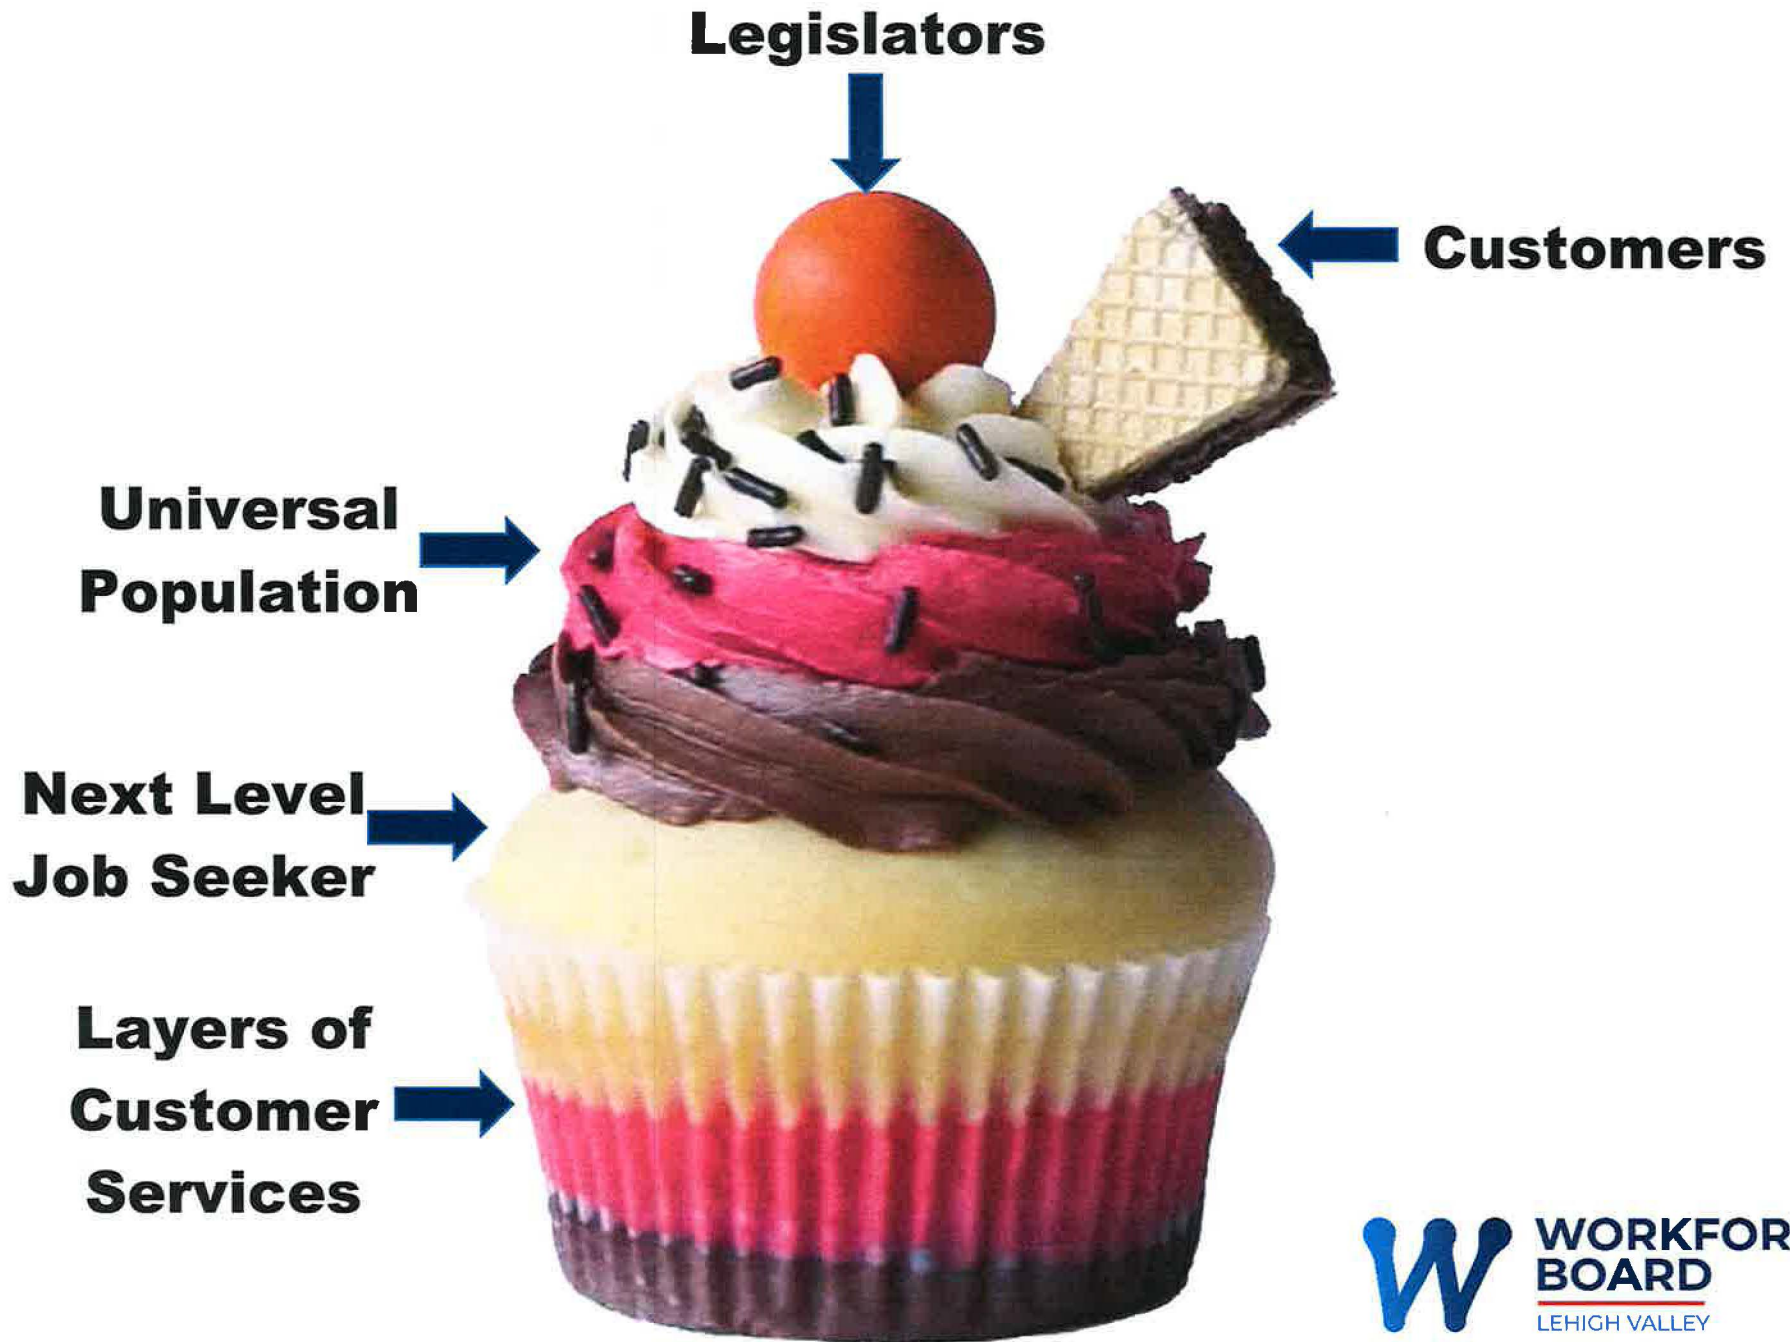 Legislators
Customers
Universal
Population
Next Level
Job Seeker
Layers of
Customer
Services
WORKFOR
BOARD
LEHIGH VALLEY